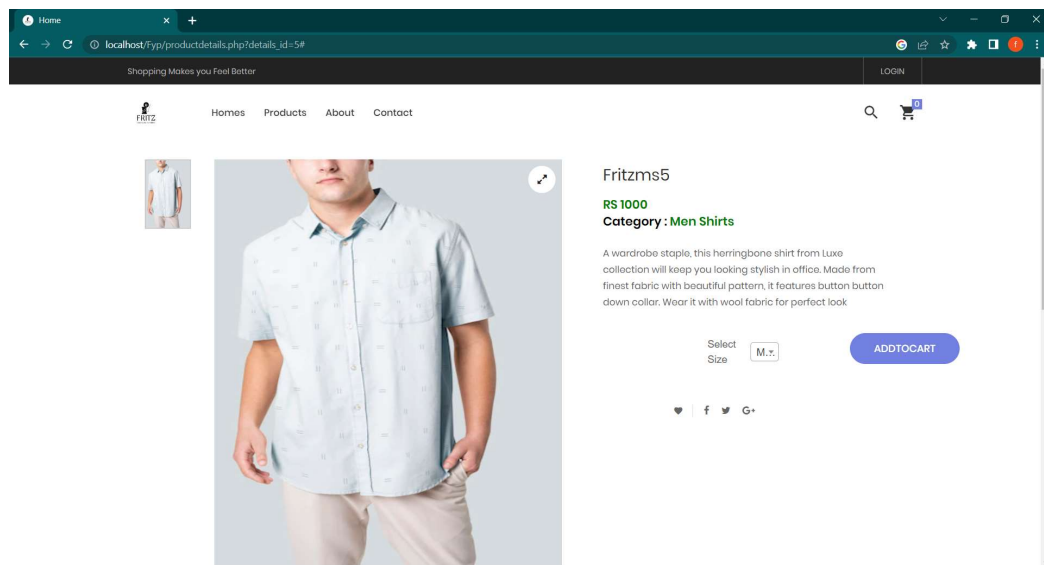 Home
localhost/Fyp/productdetails.php?details_id=5#
f
Shopping Makes you Feel Better
LOGIN
FRITZ
Homes
Products
About
Contact
0
Fritzms5
RS 1000
Category : Men Shirts
A wardrobe staple, this herringbone shirt from Luxe
collection will keep you looking stylish in office. Made from
finest fabric with beautiful pattern, it features button button
down collar. Wear it with wool fabric for perfect look
Select
Size
M..
ADDTOCART